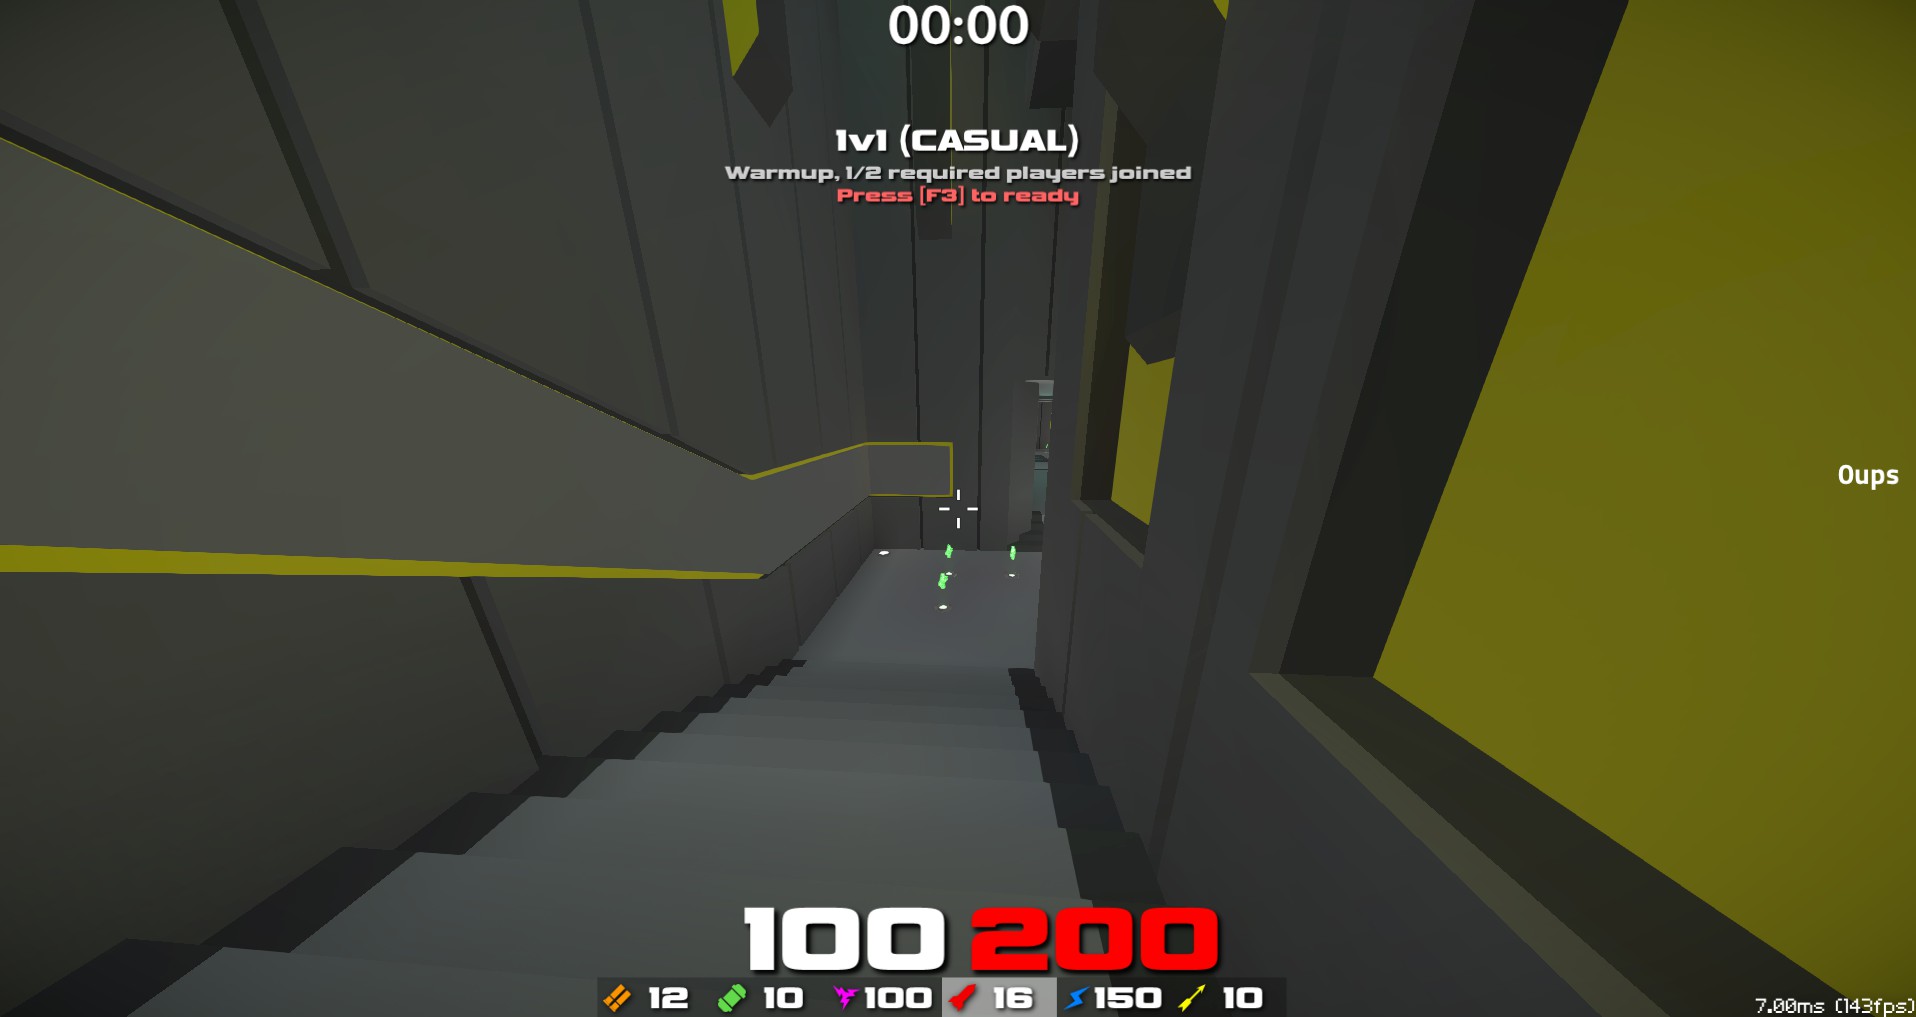 00:00
1v1 (CASUAL)
Warmup, 1/2 required players joined
Press [F3] to ready
Oups
100 200
12 10 100 16 150 10
7.00ms (143fps)